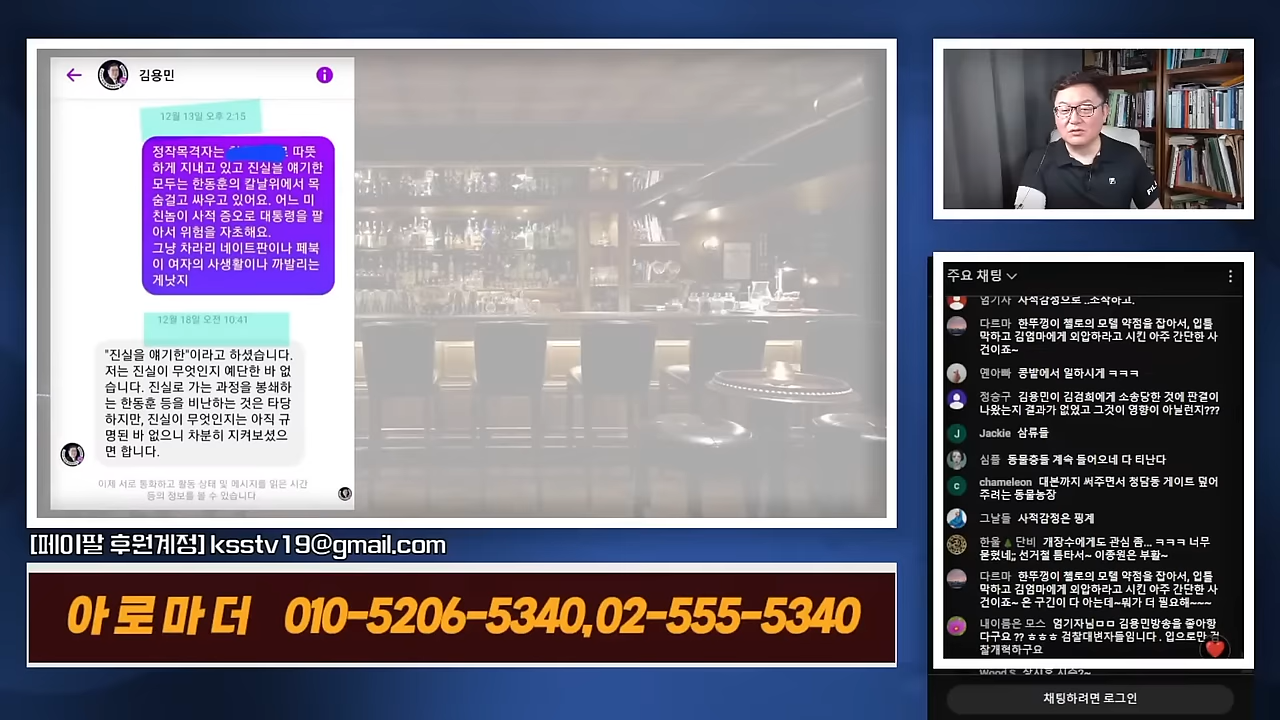 김용민
12월 13일 오후 2:15
정작목격자는 로 따뜻
하게 지내고 있고 진실을 얘기한
모두는 한동훈의 칼날위에서 목
숨걸고 싸우고 있어요. 어느 미
친놈이 사적 증오로 대통령을 팔
아서 위험을 자초해요.
그냥 차라리 네이트판이나 페북
이 여자의 사생활이나 까발리는
게낫지
12월 18일 오전 10:41
"진실을 얘기한"이라고 하셨습니다.
저는 진실이 무엇인지 예단한 바 없
습니다. 진실로 가는 과정을 봉쇄하
는 한동훈 등을 비난하는 것은 타당
하지만, 진실이 무엇인지는 아직 규
명된 바 없으니 차분히 지켜보셨으
면 합니다.
이제 서로 통화하고 활동 상태 및 메시지를 읽은 시간
등의 정보를 볼 수 있습니다
[페이팔 후원계정] ksstv19@gmail.com
아로마더 010-5206-5340,02-555-5340
FILA
주요 채팅
엄기자 사적감정으로 ..조작하고.
다르마 한뚜껑이 첼로의 모텔 약점을 잡아서, 입틀
막하고 김엄마에게 외압하라고 시킨 아주 간단한 사
건이죠~
옌아빠 콩밭에서 일하시게 ㅋㅋㅋ
정승구 김용민이 김검희에게 소송당한 것에 판결이
나왔는지 결과가 없었고 그것이 영향이 아닐런지???
Jackie 삼류들
심플 동물충들 계속 들어오네 다 티난다
chameleon 대본까지 써주면서 청담동 게이트 덮어
주려는 동물농장
그날들 사적감정은 핑계
한울🎄단비 개장수에게도 관심 좀... ㅋㅋㅋ 너무
묻혔네;; 선거철 틈타서~ 이종원은 부활~
다르마 한뚜껑이 첼로의 모텔 약점을 잡아서, 입틀
막하고 김엄마에게 외압하라고 시킨 아주 간단한 사
건이죠~ 은 구긴이 다 아는데~뭐가 더 필요해~~~
내이름은 모스 엄기자님ㅁㅁ 김용민방송을 좋아항
다구요 ?? ㅎㅎㅎ 검찰대변자들입니다 . 입으로만 검
찰개혁하구요
Wood S
채팅하려면 로그인